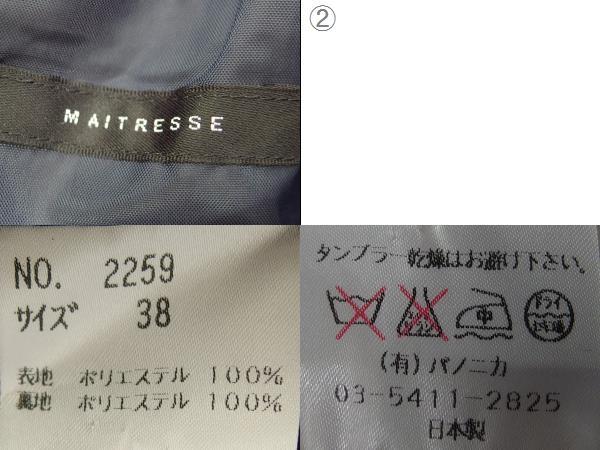 MAITRESSE
②
NO. 2259
サイズ 38
表地 ポリエステル 100%
裏地 ポリエステル 100%
タンブラー乾燥はお避け下さい。
中
ドライ
(有)パノニカ
03-5411-2825
日本製